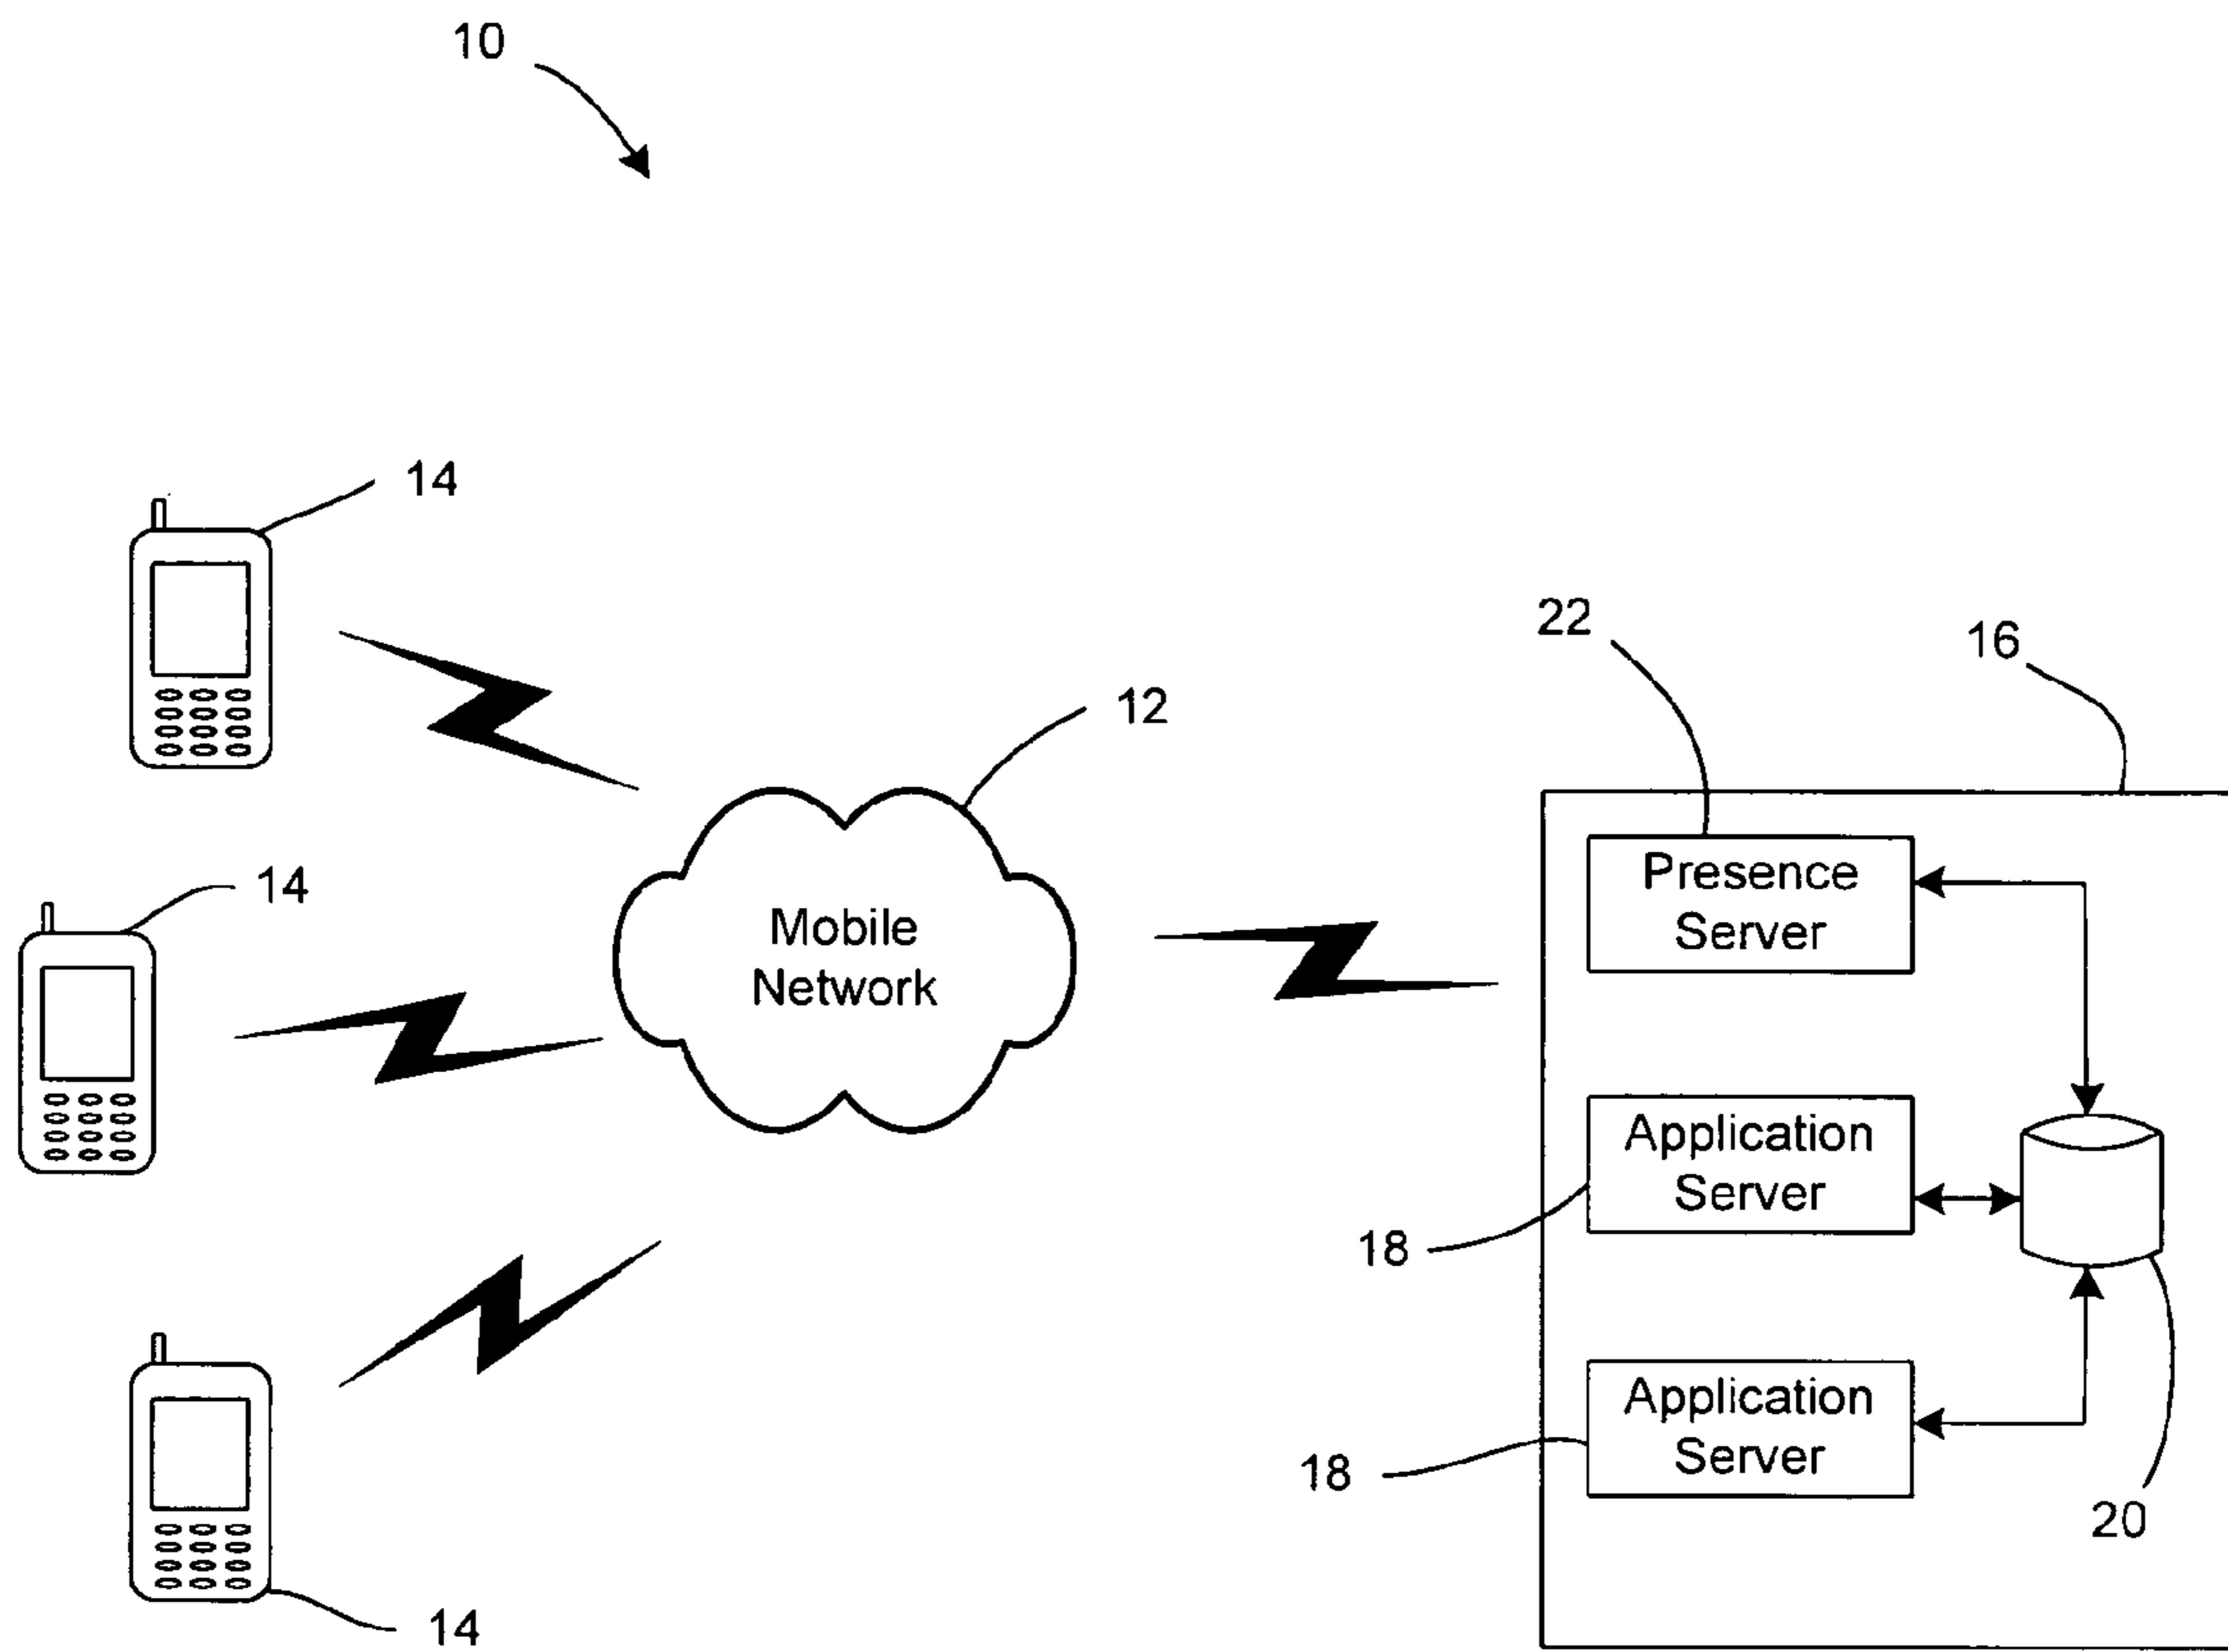 10
14
22
16
12
14
Presence
Server
Mobile
Network
Application
Server
18
Application
Server
18
20
14